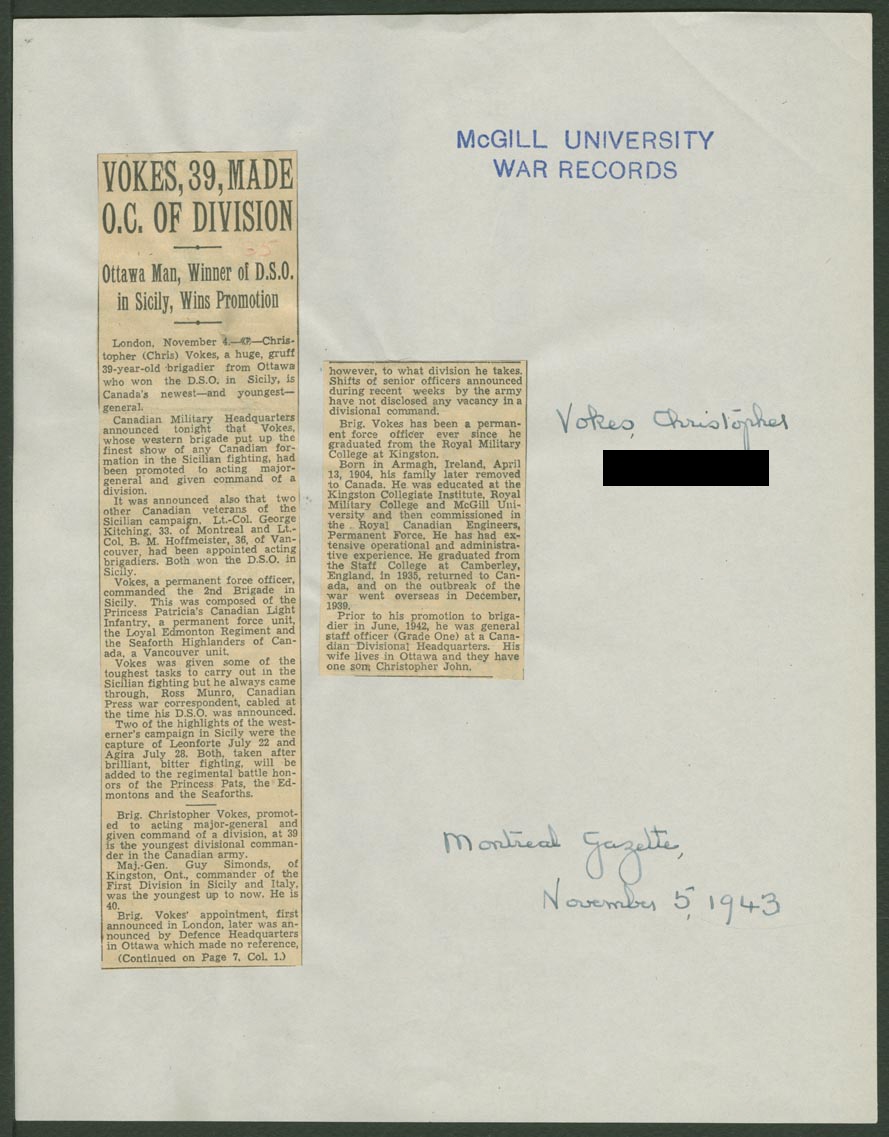 McGILL UNIVERSITY
WAR RECORDS
VOKES, 39, MADE
O.C. OF DIVISION
Ottawa Man, Winner of D.S.O.
in Sicily, Wins Promotion
London, November 4.—CP—Chris-
topher (Chris) Vokes, a huge, gruff
39-year-old brigadier from Ottawa
who won the D.S.O. in Sicily, is
Canada's newest—and youngest—
general.
Canadian Military Headquarters
announced tonight that Vokes,
whose western brigade put up the
finest show of any Canadian for-
mation in the Sicilian fighting, had
been promoted to acting major-
general and given command of a
division.
It was announced also that two
other Canadian veterans of the
Sicilian campaign, Lt.-Col. George
Kitching, 33, of Montreal and Lt.-
Col. B. M. Hoffmeister, 36, of Van-
couver, had been appointed acting
brigadiers. Both won the D.S.O. in
Sicily.
Vokes, a permanent force officer,
commanded the 2nd Brigade in
Sicily. This was composed of the
Princess Patricia's Canadian Light
Infantry, a permanent force unit,
the Loyal Edmonton Regiment and
the Seaforth Highlanders of Can-
ada, a Vancouver unit.
Vokes was given some of the
toughest tasks to carry out in the
Sicilian fighting but he always came
through, Ross Munro, Canadian
Press war correspondent, cabled at
the time his D.S.O. was announced.
Two of the highlights of the west-
erner's campaign in Sicily were the
capture of Leonforte July 22 and
Agira July 28. Both, taken after
brilliant, bitter fighting, will be
added to the regimental battle hon-
ors of the Princess Pats, the Ed-
montons and the Seaforths.
Brig. Christopher Vokes, promot-
ed to acting major-general and
given command of a division, at 39
is the youngest divisional comman-
der in the Canadian army.
Maj.-Gen. Guy Simonds, of
Kingston, Ont., commander of the
First Division in Sicily and Italy,
was the youngest up to now. He is
40.
Brig. Vokes' appointment, first
announced in London, later was an-
nounced by Defence Headquarters
in Ottawa which made no reference,
(Continued on Page 7, Col. 1.)
however, to what division he takes.
Shifts of senior officers announced
during recent weeks by the army
have not disclosed any vacancy in a
divisional command.
Brig. Vokes has been a perman-
ent force officer ever since he
graduated from the Royal Military
College at Kingston.
Born in Armagh, Ireland, April
13, 1904, his family later removed
to Canada. He was educated at the
Kingston Collegiate Institute, Royal
Military College and McGill Uni-
versity and then commissioned in
the Royal Canadian Engineers,
Permanent Force. He has had ex-
tensive operational and administra-
tive experience. He graduated from
the Staff College at Camberley,
England, in 1935, returned to Can-
ada, and on the outbreak of the
war went overseas in December,
1939.
Prior to his promotion to briga-
dier in June, 1942, he was general
staff officer (Grade One) at a Cana-
dian Divisional Headquarters. His
wife lives in Ottawa and they have
one son, Christopher John.
Vokes, Christopher
Montreal Gazette,
November 5, 1943